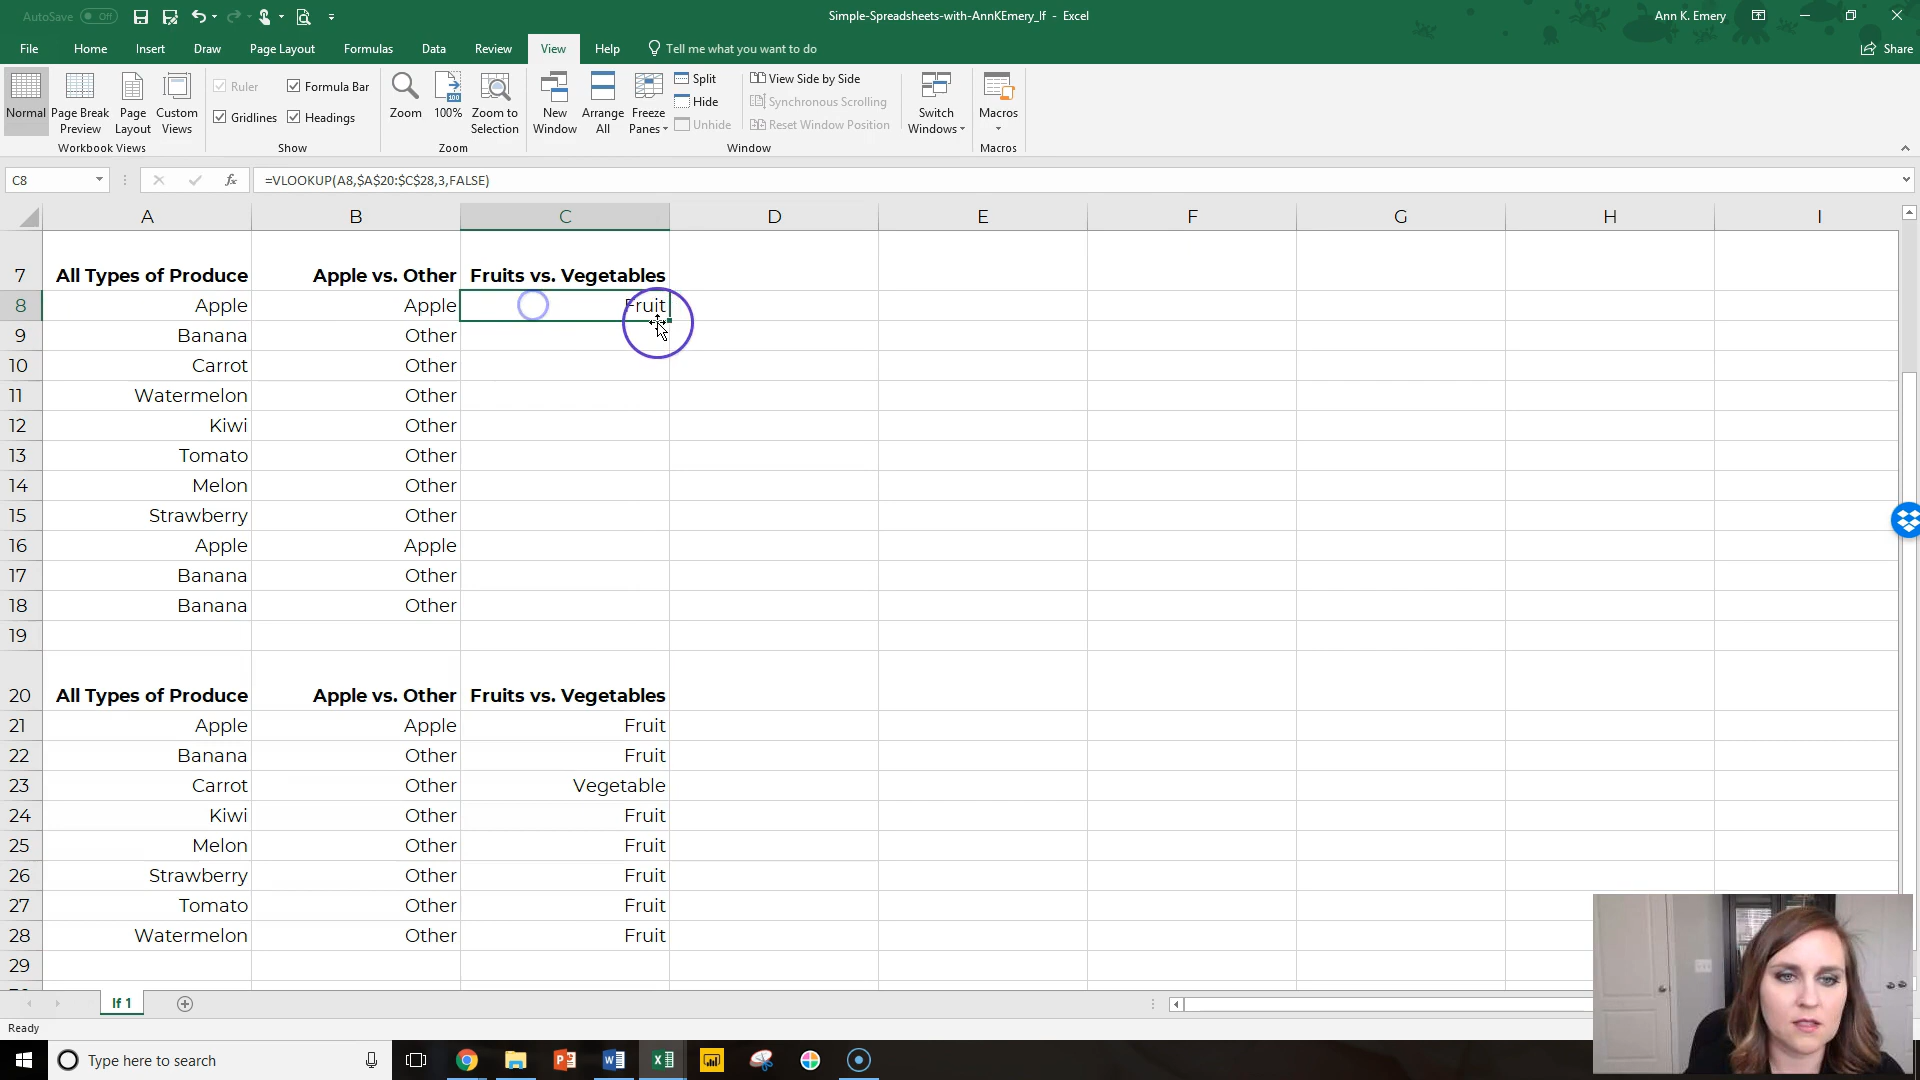 AutoSave Off
Simple-Spreadsheets-with-AnnKEmery_If - Excel
Ann K. Emery
File Home Insert Draw Page Layout Formulas Data Review View Help Tell me what you want to do
Share
Normal
Page Break Preview
Page Layout
Custom Views
Workbook Views
Ruler
Formula Bar
Gridlines
Headings
Show
Zoom
100%
Zoom to Selection
Zoom
New Window
Arrange All
Freeze Panes
Split
Hide
Unhide
View Side by Side
Synchronous Scrolling
Reset Window Position
Window
Switch Windows
Macros
Macros
C8
fx
=VLOOKUP(A8,$A$20:$C$28,3,FALSE)
A B C D E F G H I
7 All Types of Produce Apple vs. Other Fruits vs. Vegetables
8 Apple Apple Fruit
9 Banana Other
10 Carrot Other
11 Watermelon Other
12 Kiwi Other
13 Tomato Other
14 Melon Other
15 Strawberry Other
16 Apple Apple
17 Banana Other
18 Banana Other
19
20 All Types of Produce Apple vs. Other Fruits vs. Vegetables
21 Apple Apple Fruit
22 Banana Other Fruit
23 Carrot Other Vegetable
24 Kiwi Other Fruit
25 Melon Other Fruit
26 Strawberry Other Fruit
27 Tomato Other Fruit
28 Watermelon Other Fruit
29
If 1
Ready
Type here to search